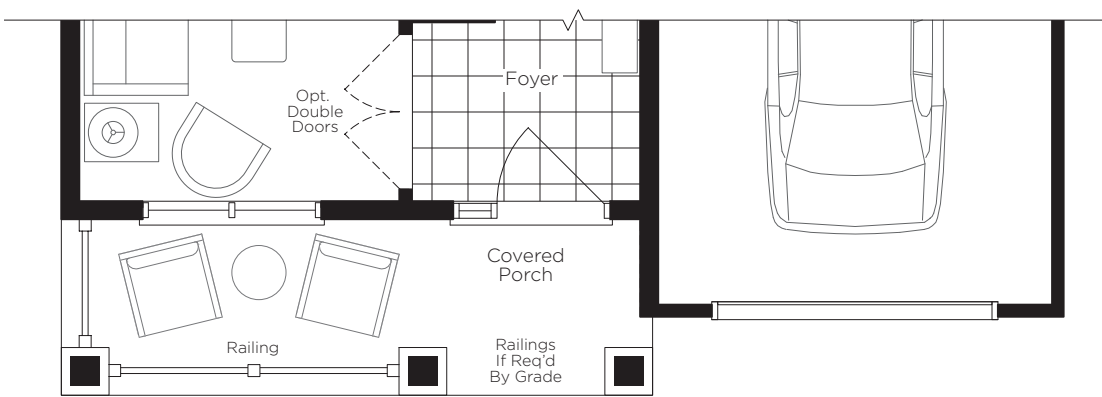 Foyer
Opt.
Double
Doors
Covered
Porch
Railing
Railings
If Req'd
By Grade